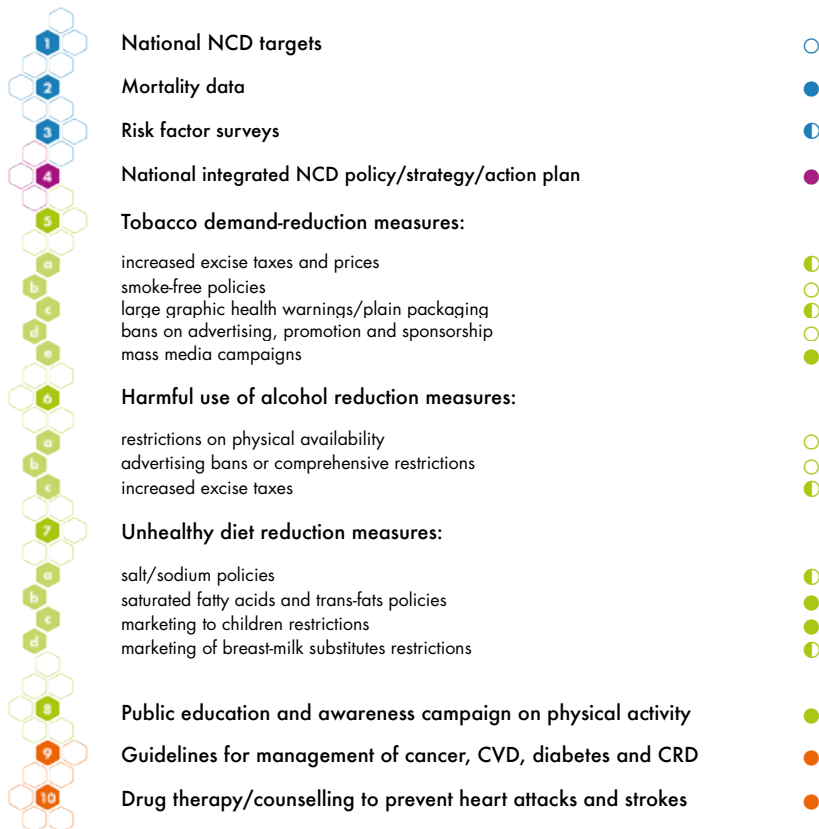 1 National NCD targets
2 Mortality data
3 Risk factor surveys
4 National integrated NCD policy/strategy/action plan
5 Tobacco demand-reduction measures:
a increased excise taxes and prices
b smoke-free policies
c large graphic health warnings/plain packaging
d bans on advertising, promotion and sponsorship
e mass media campaigns
6 Harmful use of alcohol reduction measures:
a restrictions on physical availability
b advertising bans or comprehensive restrictions
c increased excise taxes
7 Unhealthy diet reduction measures:
a salt/sodium policies
b saturated fatty acids and trans-fats policies
c marketing to children restrictions
d marketing of breast-milk substitutes restrictions
8 Public education and awareness campaign on physical activity
9 Guidelines for management of cancer, CVD, diabetes and CRD
10 Drug therapy/counselling to prevent heart attacks and strokes